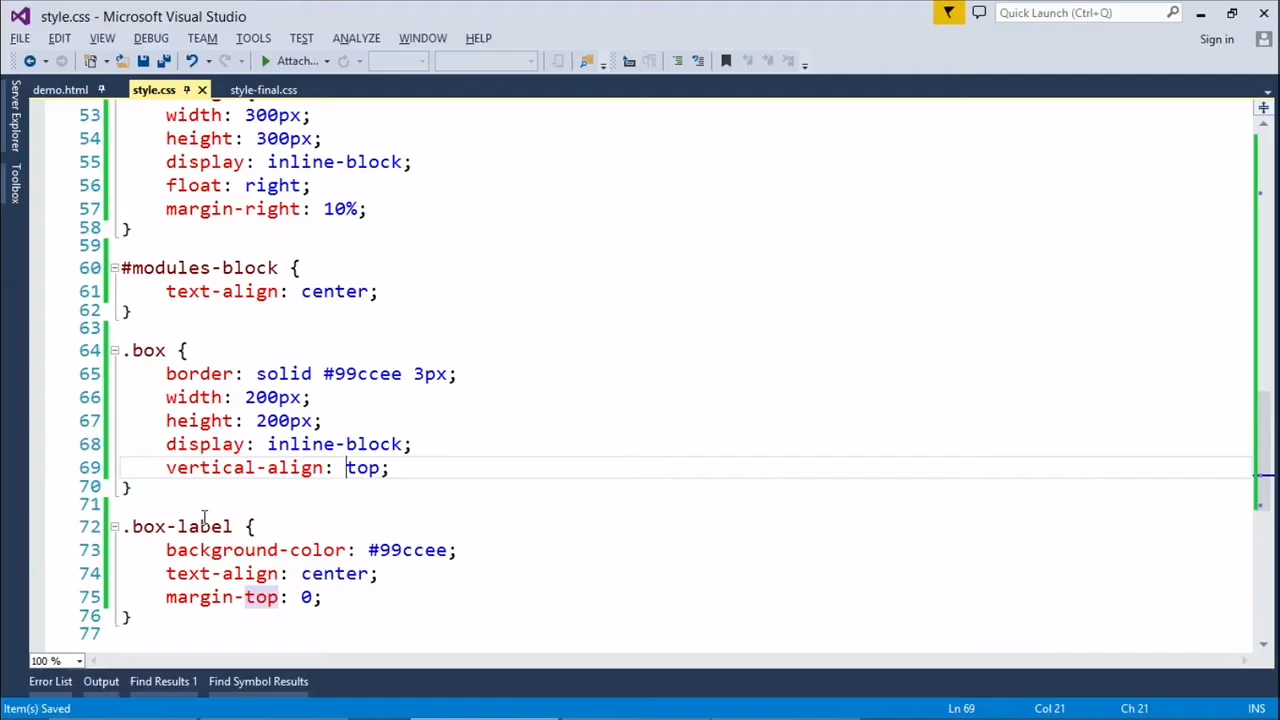 style.css - Microsoft Visual Studio
Quick Launch (Ctrl+Q)
FILE EDIT VIEW DEBUG TEAM TOOLS TEST ANALYZE WINDOW HELP
Sign in
Attach...
demo.html style.css style-final.css
Server Explorer
Toolbox
53 width: 300px;
54 height: 300px;
55 display: inline-block;
56 float: right;
57 margin-right: 10%;
58 }
59
60 #modules-block {
61 text-align: center;
62 }
63
64 .box {
65 border: solid #99ccee 3px;
66 width: 200px;
67 height: 200px;
68 display: inline-block;
69 vertical-align: top;
70 }
71
72 .box-label {
73 background-color: #99ccee;
74 text-align: center;
75 margin-top: 0;
76 }
77
100 %
Error List Output Find Results 1 Find Symbol Results
Item(s) Saved Ln 69 Col 21 Ch 21 INS